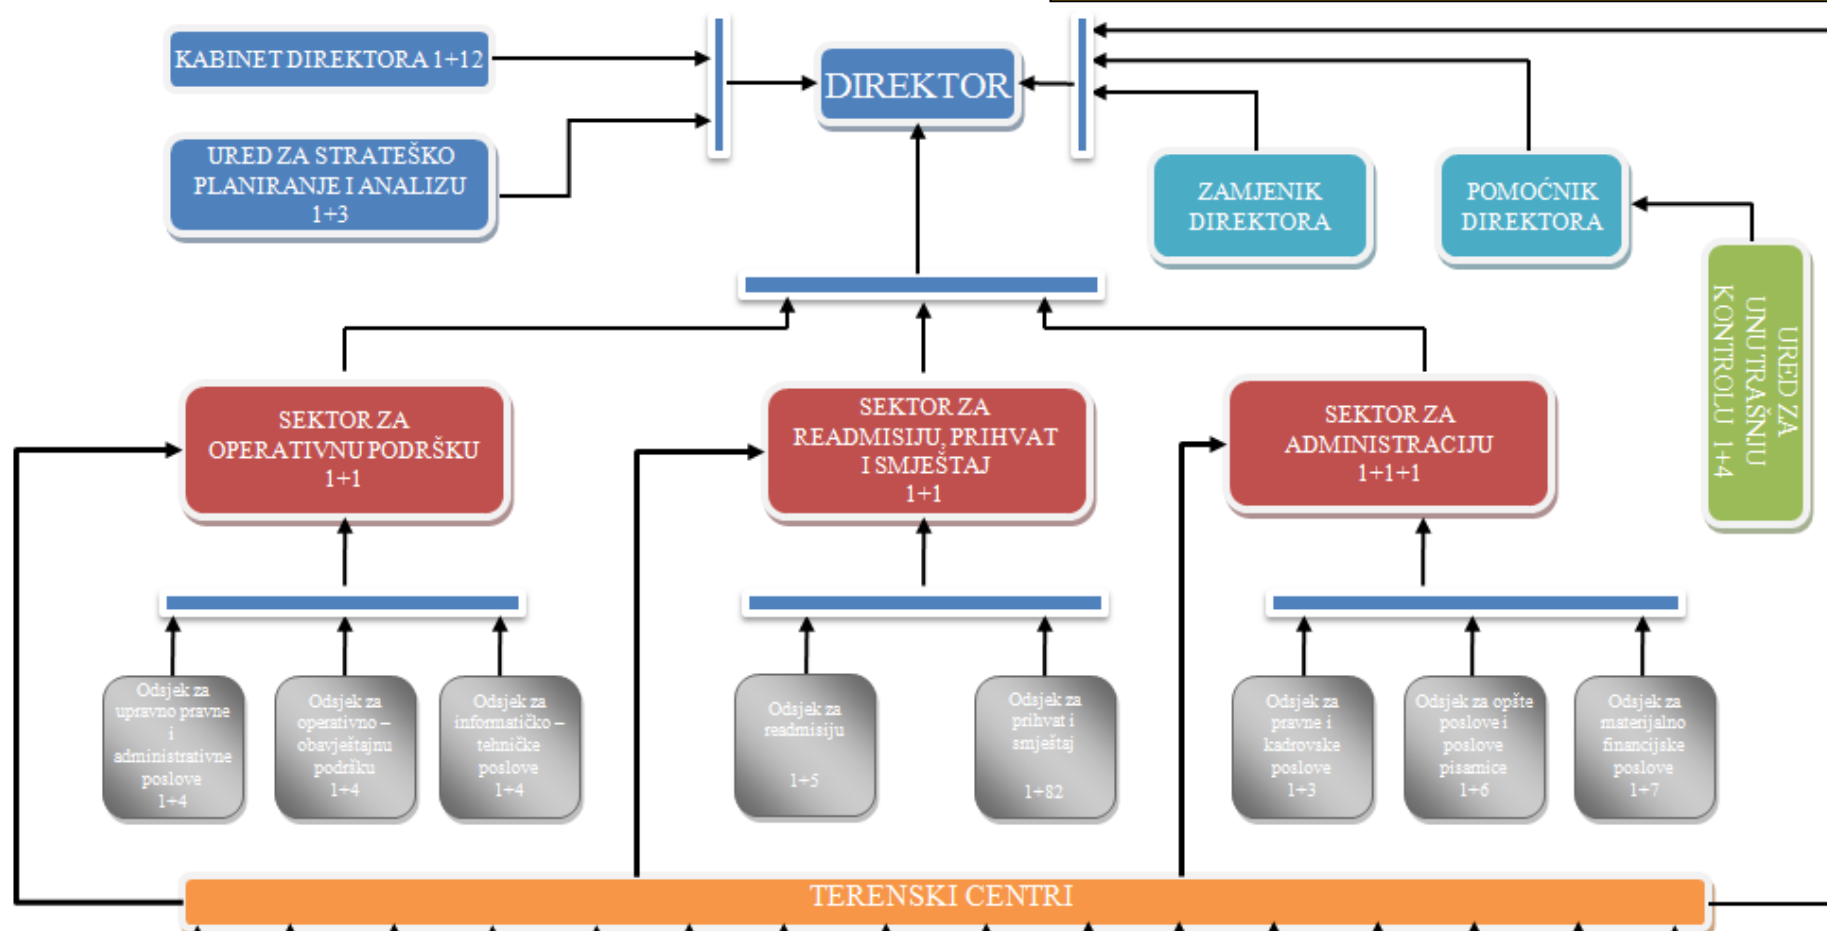 KABINET DIREKTORA 1+12
DIREKTOR
URED ZA STRATEŠKO
PLANIRANJE I ANALIZU
1+3
ZAMJENIK
DIREKTORA
POMOĆNIK
DIREKTORA
URED ZA
UNUTRAŠNJU
KONTROLU 1+4
SEKTOR ZA
OPERATIVNU PODRŠKU
1+1
SEKTOR ZA
READMISIJU, PRIHVAT
I SMJEŠTAJ
1+1
SEKTOR ZA
ADMINISTRACIJU
1+1+1
Odsjek za
upravno pravne
i
administrativne
poslove
1+4
Odsjek za
operativno –
obavještajnu
podršku
1+4
Odsjek za
informatičko –
tehničke
poslove
1+4
Odsjek za
readmisiju
1+5
Odsjek za
prihvat i
smještaj
1+82
Odsjek za
pravne i
kadrovske
poslove
1+3
Odsjek za opšte
poslove i
poslove
pisarnice
1+6
Odsjek za
materijalno
financijske
poslove
1+7
TERENSKI CENTRI